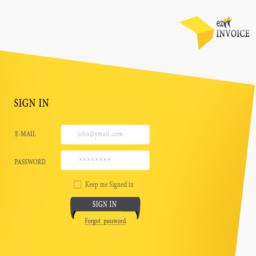 ezy
INVOICE
SIGN IN
E-MAIL
john@ymail.com
PASSWORD
********
Keep me Signed in
SIGN IN
Forgot password